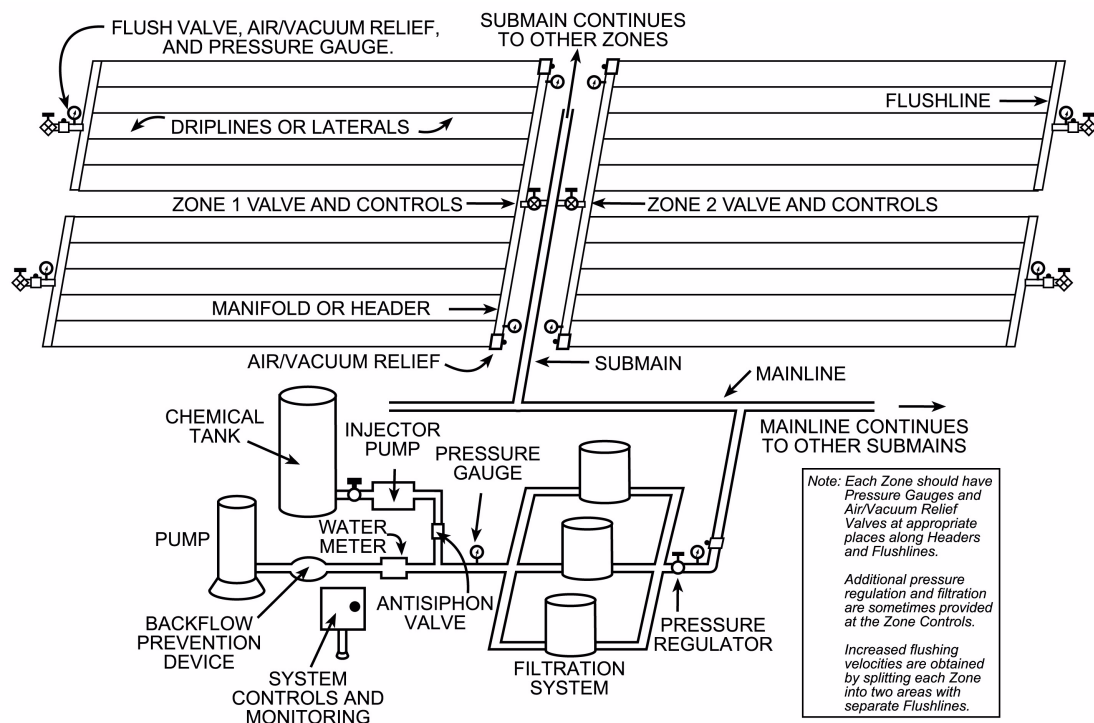 FLUSH VALVE, AIR/VACUUM RELIEF,
AND PRESSURE GAUGE.
SUBMAIN CONTINUES
TO OTHER ZONES
FLUSHLINE
DRIPLINES OR LATERALS
ZONE 1 VALVE AND CONTROLS
ZONE 2 VALVE AND CONTROLS
MANIFOLD OR HEADER
AIR/VACUUM RELIEF
SUBMAIN
MAINLINE
MAINLINE CONTINUES
TO OTHER SUBMAINS
CHEMICAL
TANK
INJECTOR
PUMP
PRESSURE
GAUGE
PUMP
WATER
METER
ANTISIPHON
VALVE
BACKFLOW
PREVENTION
DEVICE
SYSTEM
CONTROLS AND
MONITORING
FILTRATION
SYSTEM
PRESSURE
REGULATOR
Note: Each Zone should have
Pressure Gauges and
Air/Vacuum Relief
Valves at appropriate
places along Headers
and Flushlines.
Additional pressure
regulation and filtration
are sometimes provided
at the Zone Controls.
Increased flushing
velocities are obtained
by splitting each Zone
into two areas with
separate Flushlines.